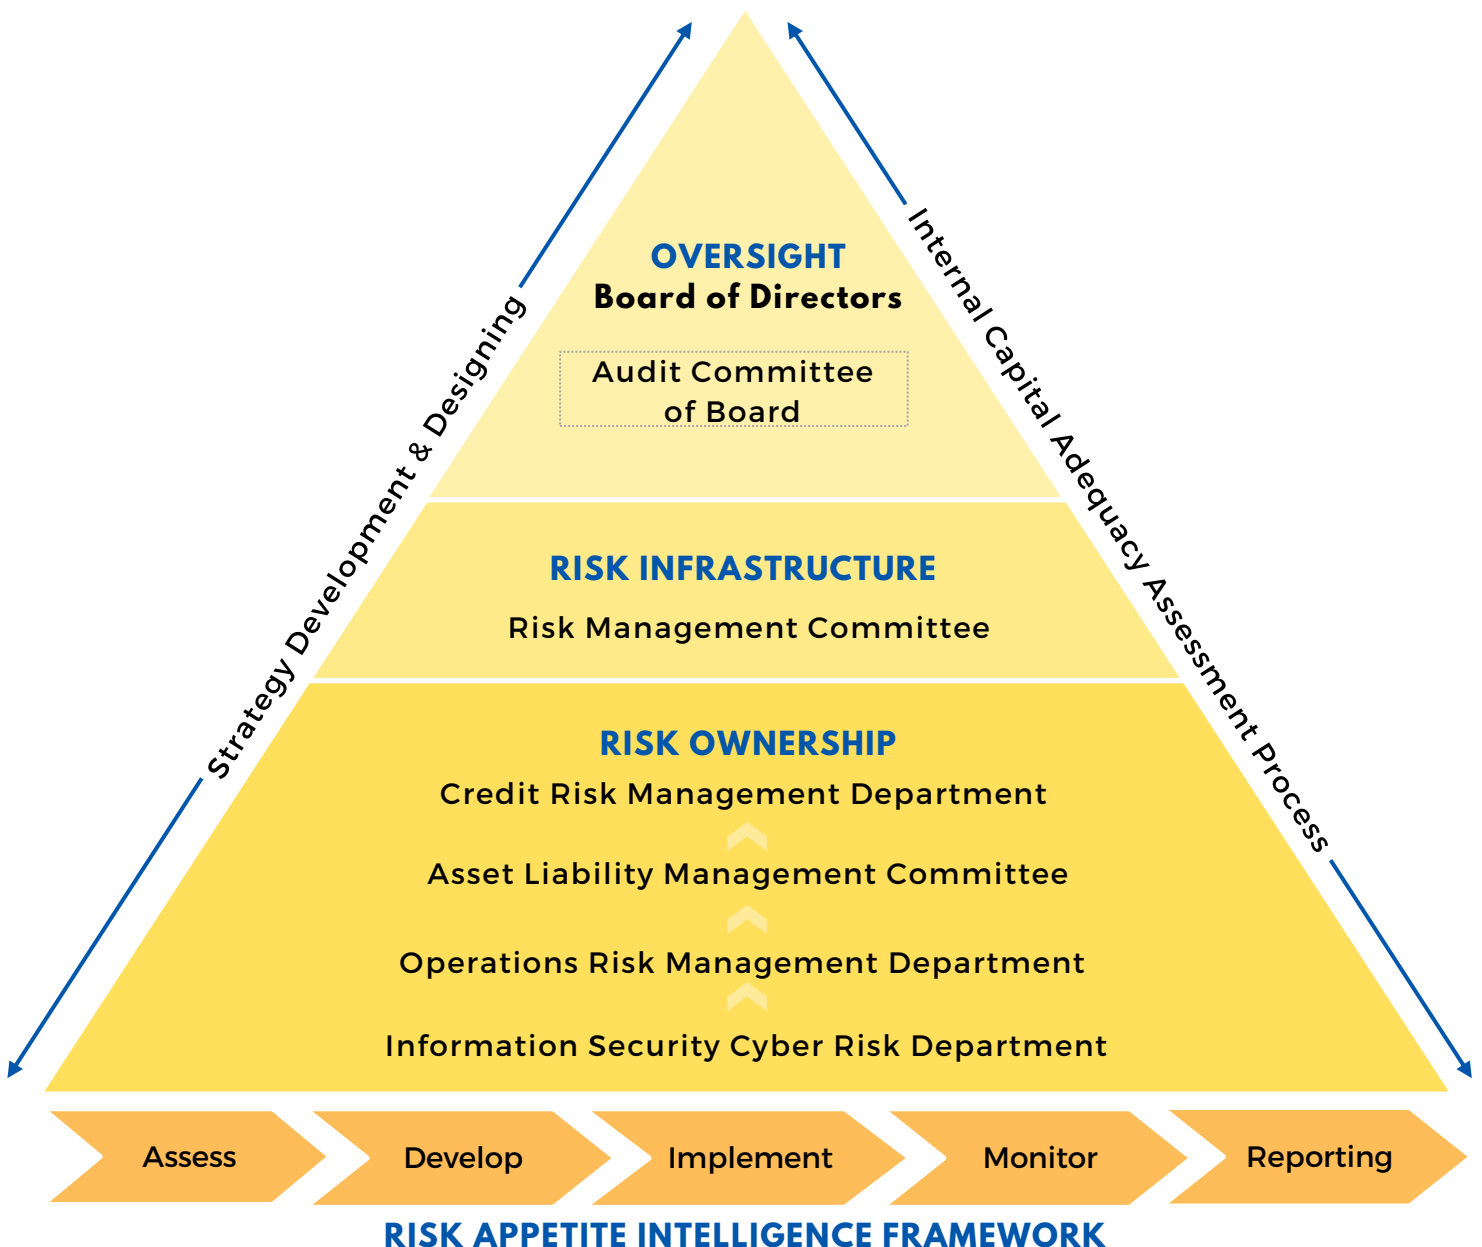 OVERSIGHT
Board of Directors
Audit Committee
of Board
RISK INFRASTRUCTURE
Risk Management Committee
RISK OWNERSHIP
Credit Risk Management Department
Asset Liability Management Committee
Operations Risk Management Department
Information Security Cyber Risk Department
Strategy Development & Designing
Internal Capital Adequacy Assessment Process
Assess
Develop
Implement
Monitor
Reporting
RISK APPETITE INTELLIGENCE FRAMEWORK